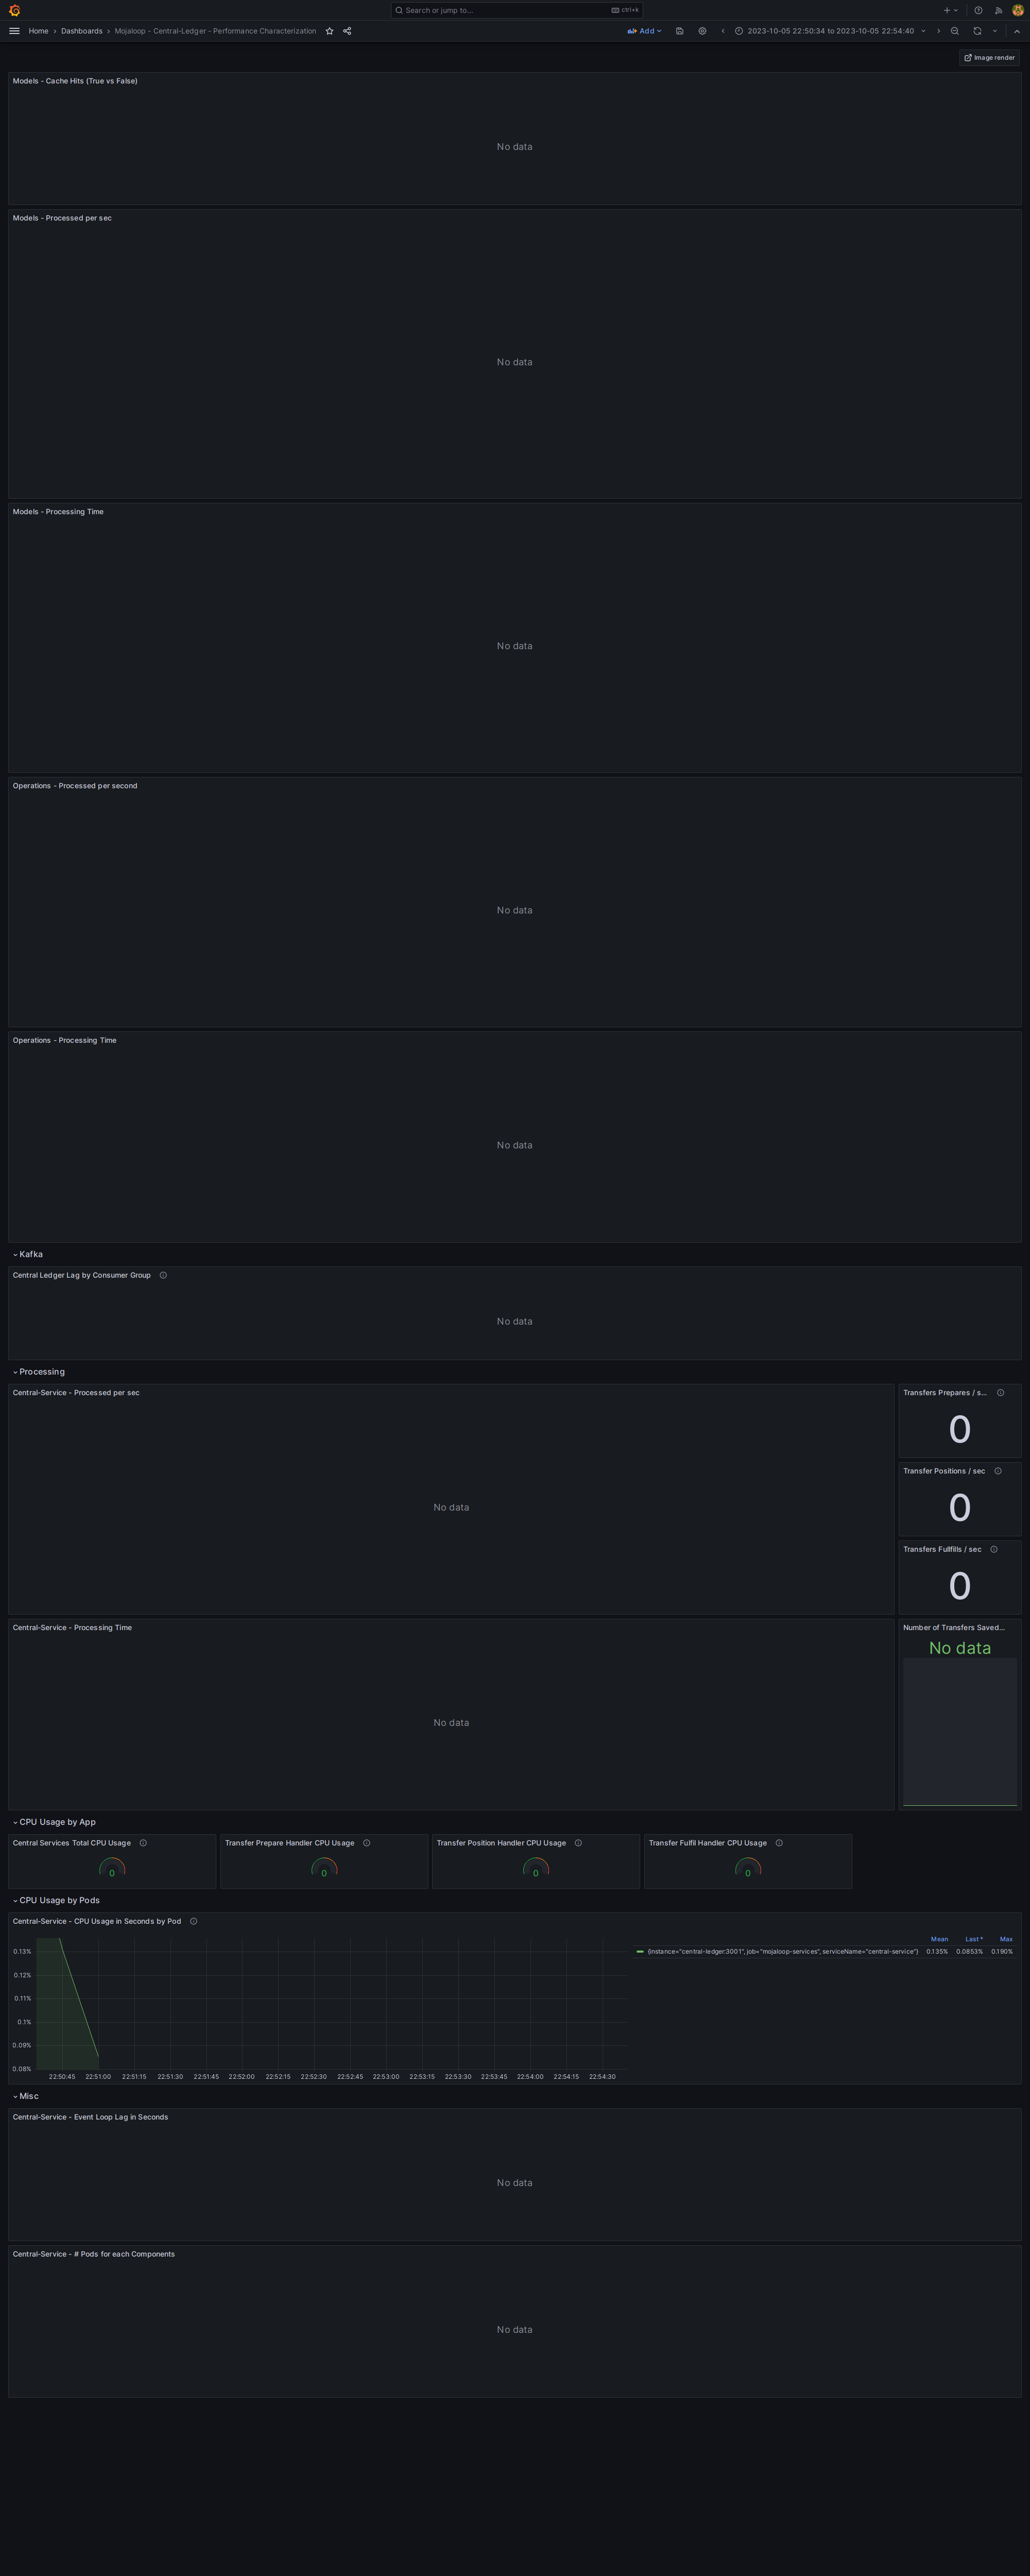 Search or jump to...
ctrl+k
Home › Dashboards › Mojaloop - Central-Ledger - Performance Characterization
Add
2023-10-05 22:50:34 to 2023-10-05 22:54:40
Image render
Models - Cache Hits (True vs False)
No data
Models - Processed per sec
No data
Models - Processing Time
No data
Operations - Processed per second
No data
Operations - Processing Time
No data
Kafka
Central Ledger Lag by Consumer Group
No data
Processing
Central-Service - Processed per sec
No data
Transfers Prepares / s...
0
Transfer Positions / sec
0
Transfers Fullfills / sec
0
Central-Service - Processing Time
No data
Number of Transfers Saved...
No data
CPU Usage by App
Central Services Total CPU Usage
0
Transfer Prepare Handler CPU Usage
0
Transfer Position Handler CPU Usage
0
Transfer Fulfil Handler CPU Usage
0
CPU Usage by Pods
Central-Service - CPU Usage in Seconds by Pod
0.13%
0.12%
0.11%
0.1%
0.09%
0.08%
22:50:45 22:51:00 22:51:15 22:51:30 22:51:45 22:52:00 22:52:15 22:52:30 22:52:45 22:53:00 22:53:15 22:53:30 22:53:45 22:54:00 22:54:15 22:54:30
Mean Last * Max
{instance="central-ledger:3001", job="mojaloop-services", serviceName="central-service"} 0.135% 0.0853% 0.190%
Misc
Central-Service - Event Loop Lag in Seconds
No data
Central-Service - # Pods for each Components
No data